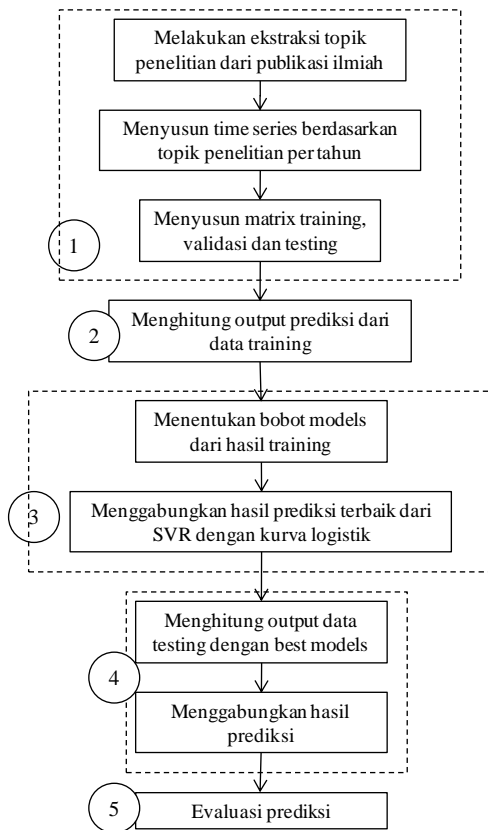 Melakukan ekstraksi topik
penelitian dari publikasi ilmiah
Menyusun time series berdasarkan
topik penelitian per tahun
Menyusun matrix training,
validasi dan testing
1
Menghitung output prediksi dari
data training
2
Menentukan bobot models
dari hasil training
Menggabungkan hasil prediksi terbaik dari
SVR dengan kurva logistik
3
Menghitung output data
testing dengan best models
4
Menggabungkan hasil
prediksi
5
Evaluasi prediksi